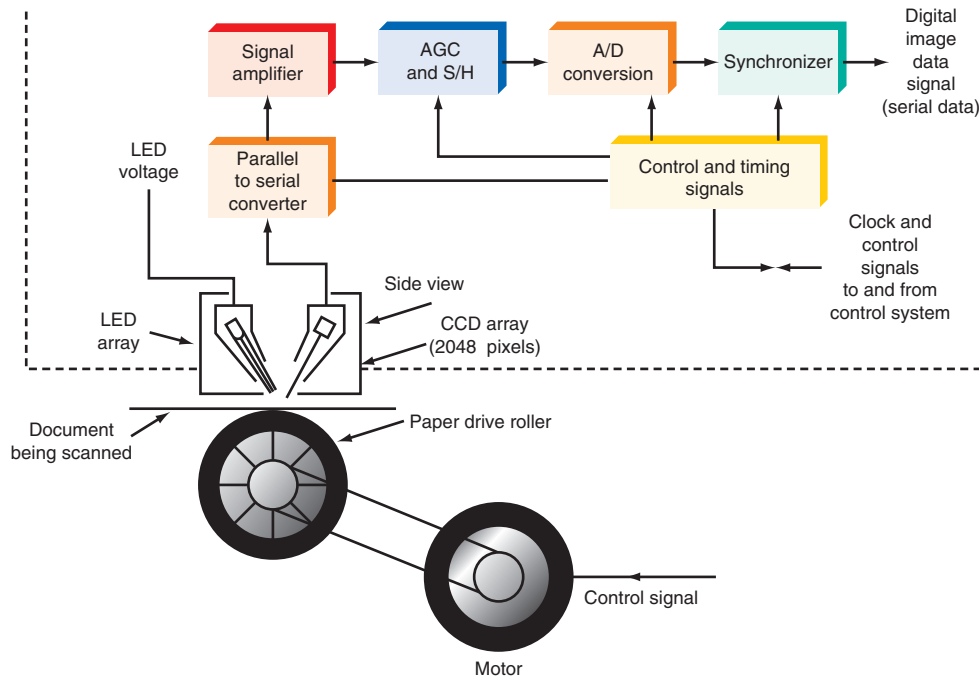 Signal
amplifier
AGC
and S/H
A/D
conversion
Synchronizer
Digital
image
data
signal
(serial data)
LED
voltage
Parallel
to serial
converter
Control and timing
signals
Clock and
control
signals
to and from
control system
Side view
LED
array
CCD array
(2048 pixels)
Document
being scanned
Paper drive roller
Control signal
Motor